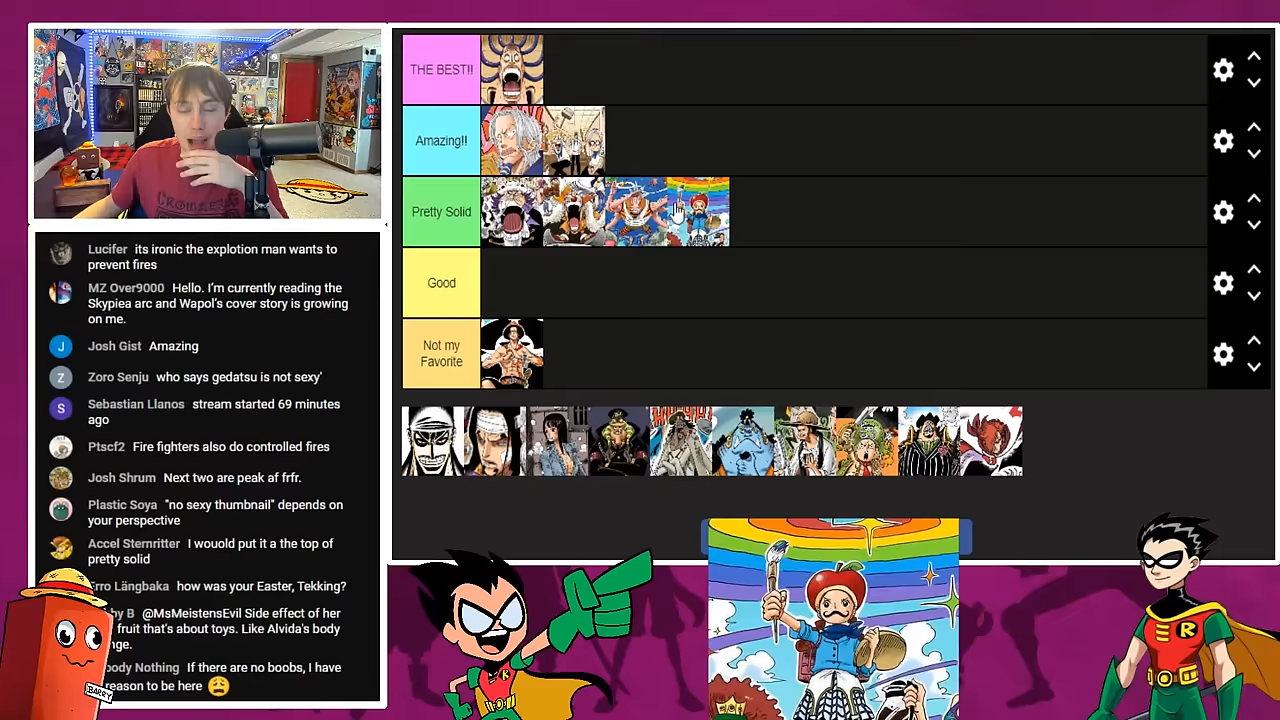 THE BEST!!
Amazing!!
Pretty Solid
Good
Not my
Favorite
Lucifer its ironic the explotion man wants to
prevent fires
MZ Over9000 Hello. I'm currently reading the
Skypiea arc and Wapol's cover story is growing
on me.
J
Josh Gist Amazing
Z
Zoro Senju who says gedatsu is not sexy'
S
Sebastian Llanos stream started 69 minutes
ago
Ptscf2 Fire fighters also do controlled fires
Josh Shrum Next two are peak af frfr.
Plastic Soya "no sexy thumbnail" depends on
your perspective
Accel Sternritter I wouold put it a the top of
pretty solid
Erro Längbaka how was your Easter, Tekking?
B @MsMeistensEvil Side effect of her
fruit that's about toys. Like Alvida's body
Nothing If there are no boobs, I have
reason to be here
BARRY
R
R